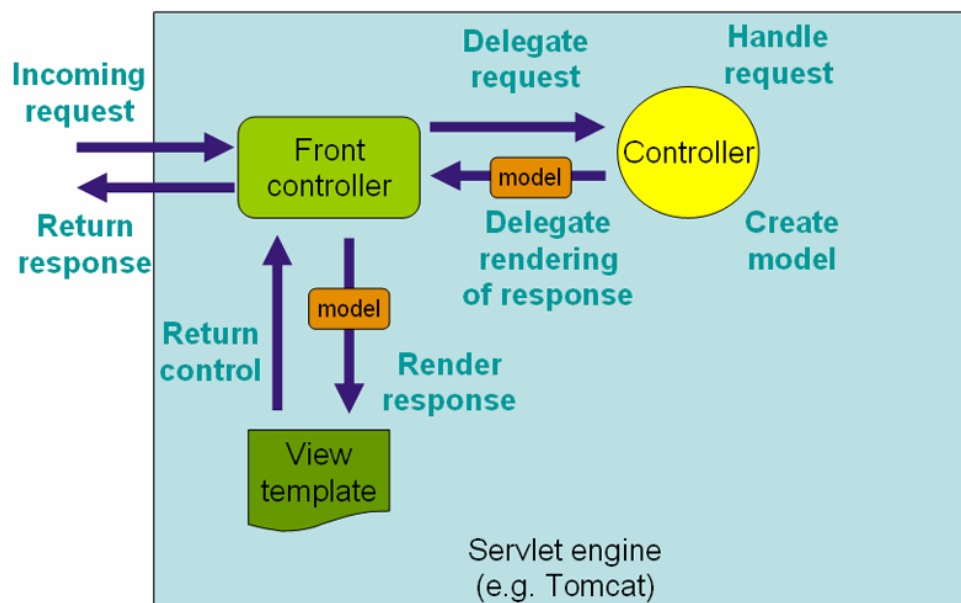 Incoming
request
Return
response
Front
controller
Delegate
request
Handle
request
Controller
model
Delegate
rendering
of response
Create
model
model
Return
control
Render
response
View
template
Servlet engine
(e.g. Tomcat)